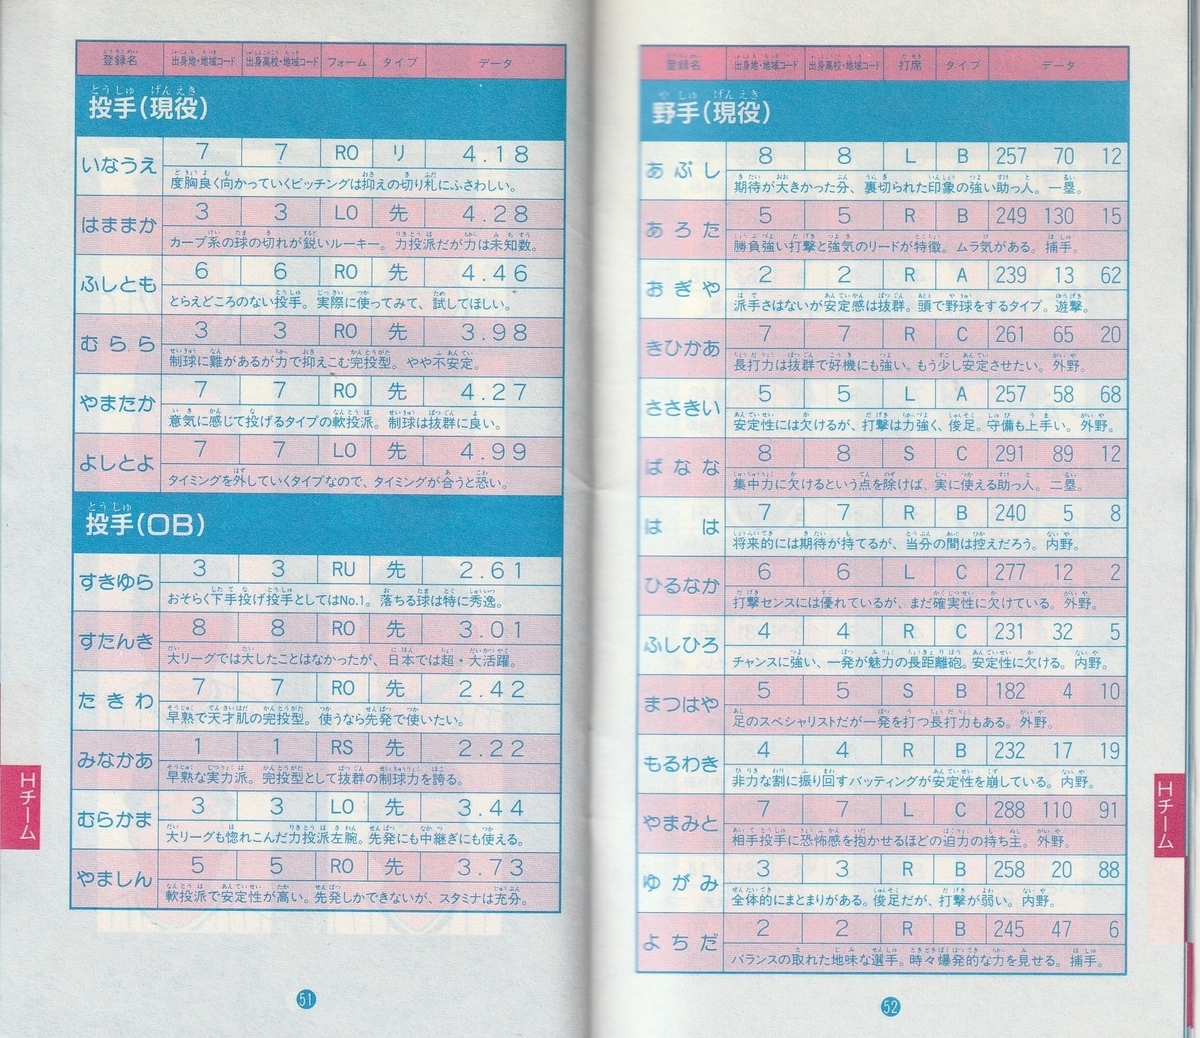 登録名 出身地・地域コード 出身高校・地域コード フォーム タイプ データ
投手(現役)
いなうえ 7 7 RO リ 4.18
度胸良く向かっていくピッチングは抑えの切り札にふさわしい。
はままか 3 3 LO 先 4.28
カーブ系の球の切れが鋭いルーキー。力投派だが力は未知数。
ふしとも 6 6 RO 先 4.46
とらえどころのない投手。実際に使ってみて、試してほしい。
むらら 3 3 RO 先 3.98
制球に難があるが力で抑えこむ完投型。やや不安定。
やまたか 7 7 RO 先 4.27
意気に感じて投げるタイプの軟投派。制球は抜群に良い。
よしとよ 7 7 LO 先 4.99
タイミングを外していくタイプなので、タイミングが合うと恐い。
投手(OB)
すきゆら 3 3 RU 先 2.61
おそらく下手投げ投手としてはNo.1。落ちる球は特に秀逸。
すたんき 8 8 RO 先 3.01
大リーグでは大したことはなかったが、日本では超・大活躍。
たきわ 7 7 RO 先 2.42
早熟で天才肌の完投型。使うなら先発で使いたい。
みなかあ 1 1 RS 先 2.22
早熟な実力派。完投型として抜群の制球力を誇る。
むらかま 3 3 LO 先 3.44
大リーグも惚れこんだ力投派左腕。先発にも中継ぎにも使える。
やましん 5 5 RO 先 3.73
軟投派で安定性が高い。先発しかできないが、スタミナは充分。
Hチーム
51
登録名 出身地・地域コード 出身高校・地域コード 打席 タイプ データ
野手(現役)
あぷし 8 8 L B 257 70 12
期待が大きかった分、裏切られた印象の強い助っ人。一塁。
あろた 5 5 R B 249 130 15
勝負強い打撃と強気のリードが特徴。ムラ気がある。捕手。
おぎや 2 2 R A 239 13 62
派手さはないが安定感は抜群。頭で野球をするタイプ。遊撃。
きひかあ 7 7 R C 261 65 20
長打力は抜群で好機にも強い。もう少し安定させたい。外野。
ささきい 5 5 L A 257 58 68
安定性には欠けるが、打撃は力強く、俊足。守備も上手い。外野。
ばなな 8 8 S C 291 89 12
集中力に欠けるという点を除けば、実に使える助っ人。二塁。
はは 7 7 R B 240 5 8
将来的には期待が持てるが、当分の間は控えだろう。内野。
ひるなか 6 6 L C 277 12 2
打撃センスには優れているが、まだ確実性に欠けている。外野。
ふしひろ 4 4 R C 231 32 5
チャンスに強い、一発が魅力の長距離砲。安定性に欠ける。内野。
まつはや 5 5 S B 182 4 10
足のスペシャリストだが一発を打つ長打力もある。外野。
もるわき 4 4 R B 232 17 19
非力な割に振り回すバッティングが安定性を崩している。内野。
やまみと 7 7 L C 288 110 91
相手投手に恐怖感を抱かせるほどの迫力の持ち主。外野。
ゆがみ 3 3 R B 258 20 88
全体的にまとまりがある。俊足だが、打撃が弱い。内野。
よちだ 2 2 R B 245 47 6
バランスの取れた地味な選手。時々爆発的な力を見せる。捕手。
Hチーム
52